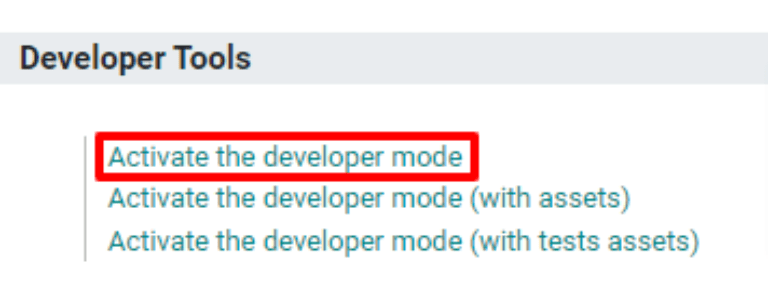 Developer Tools
Activate the developer mode
Activate the developer mode (with assets)
Activate the developer mode (with tests assets)